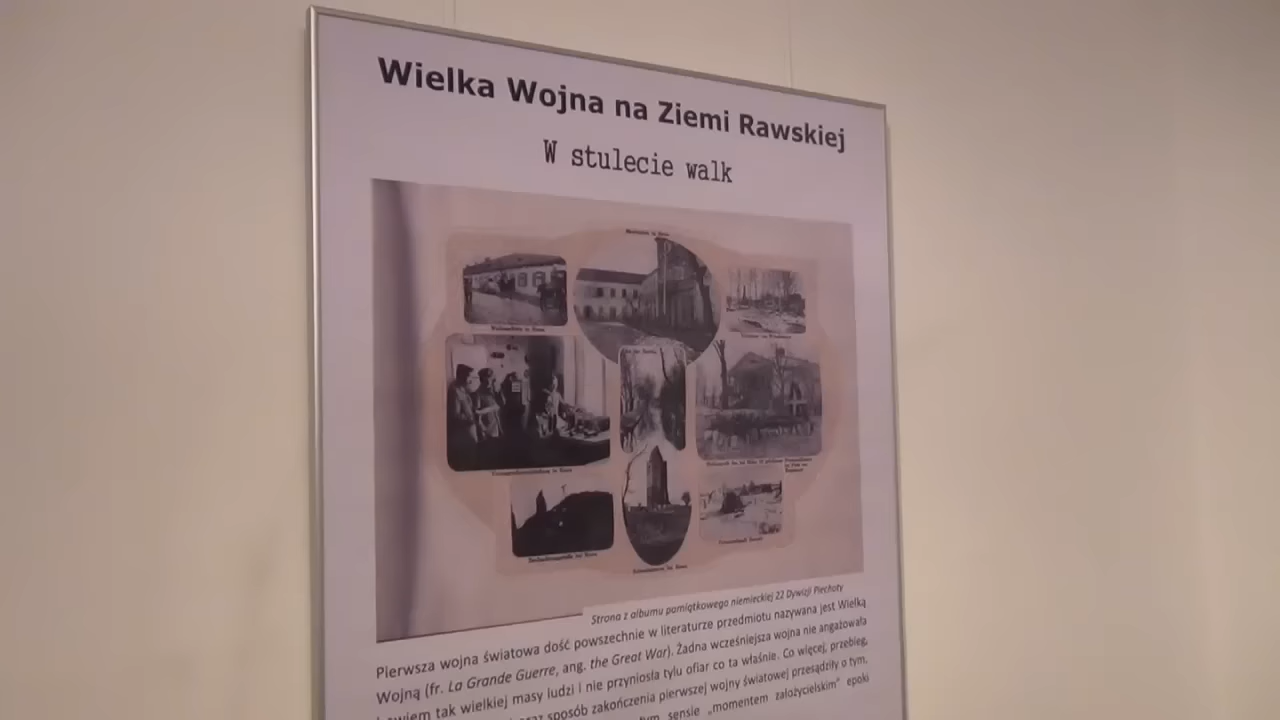 Wielka Wojna na Ziemi Rawskiej
W stulecie walk
Strona z albumu pamiątkowego niemieckiej 22 Dywizji Piechoty
Pierwsza wojna światowa dość powszechnie w literaturze przedmiotu nazywana jest Wielką
Wojną (fr. La Grande Guerre, ang. the Great War). Żadna wcześniejsza wojna nie angażowała
bowiem tak wielkiej masy ludzi i nie przyniosła tylu ofiar co ta właśnie. Co więcej, przebieg,
oraz sposób zakończenia pierwszej wojny światowej przesądziły o tym,
tym sensie „momentem założycielskim” epoki